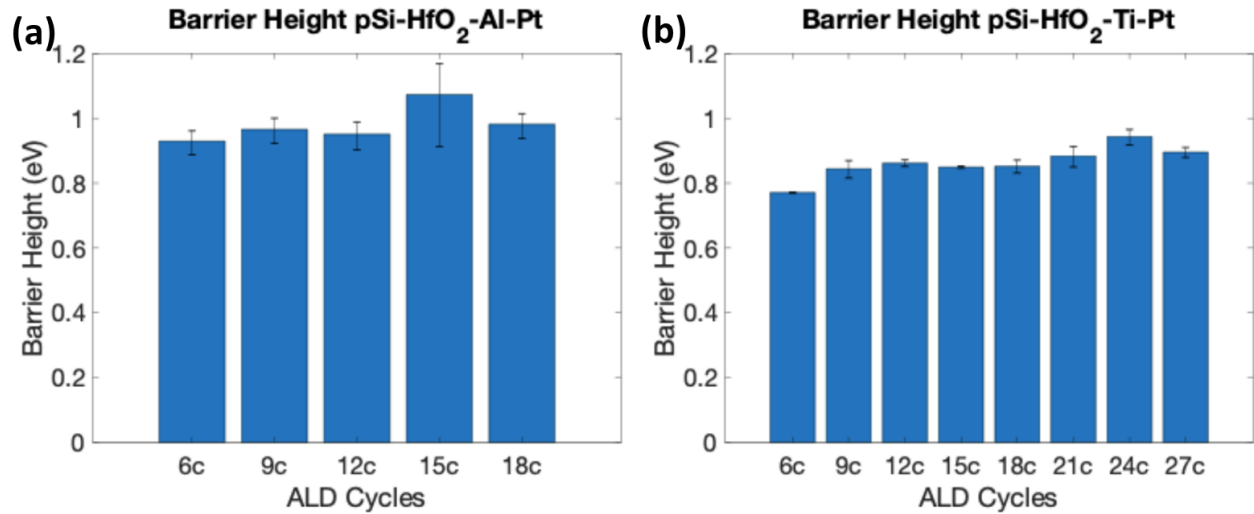 (a)
Barrier Height pSi-HfO₂-Al-Pt
Barrier Height (eV)
1.2
1
0.8
0.6
0.4
0.2
0
6c 9c 12c 15c 18c
ALD Cycles
(b)
Barrier Height pSi-HfO₂-Ti-Pt
Barrier Height (eV)
1.2
1
0.8
0.6
0.4
0.2
0
6c 9c 12c 15c 18c 21c 24c 27c
ALD Cycles